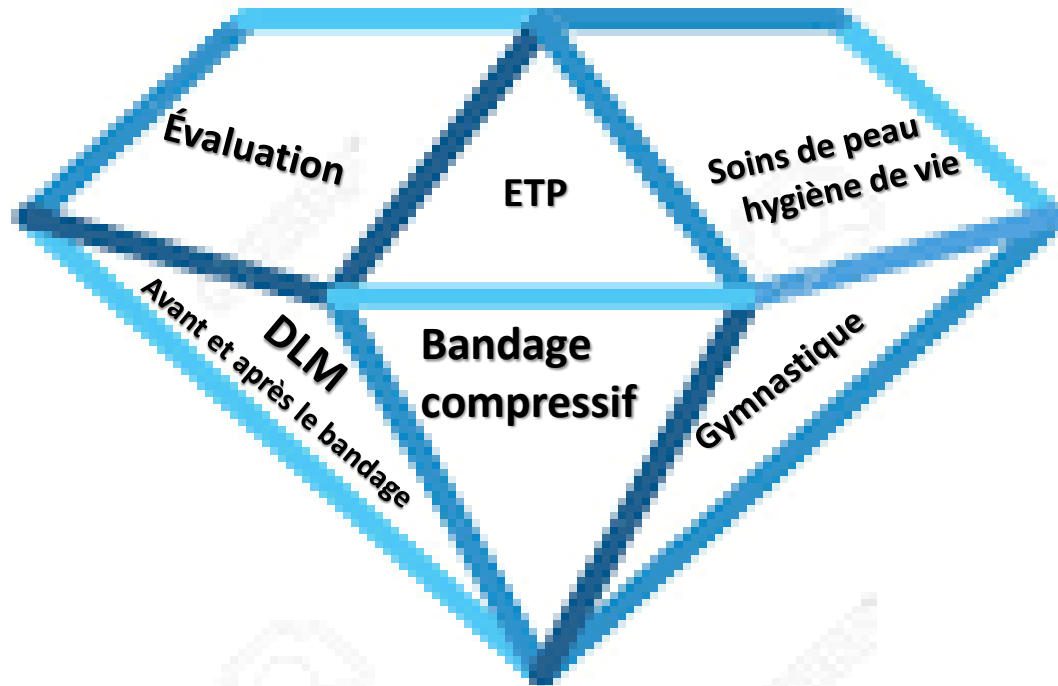 Évaluation
ETP
Soins de peau
hygiène de vie
DLM
Avant et après le bandage
Bandage
compressif
Gymnastique